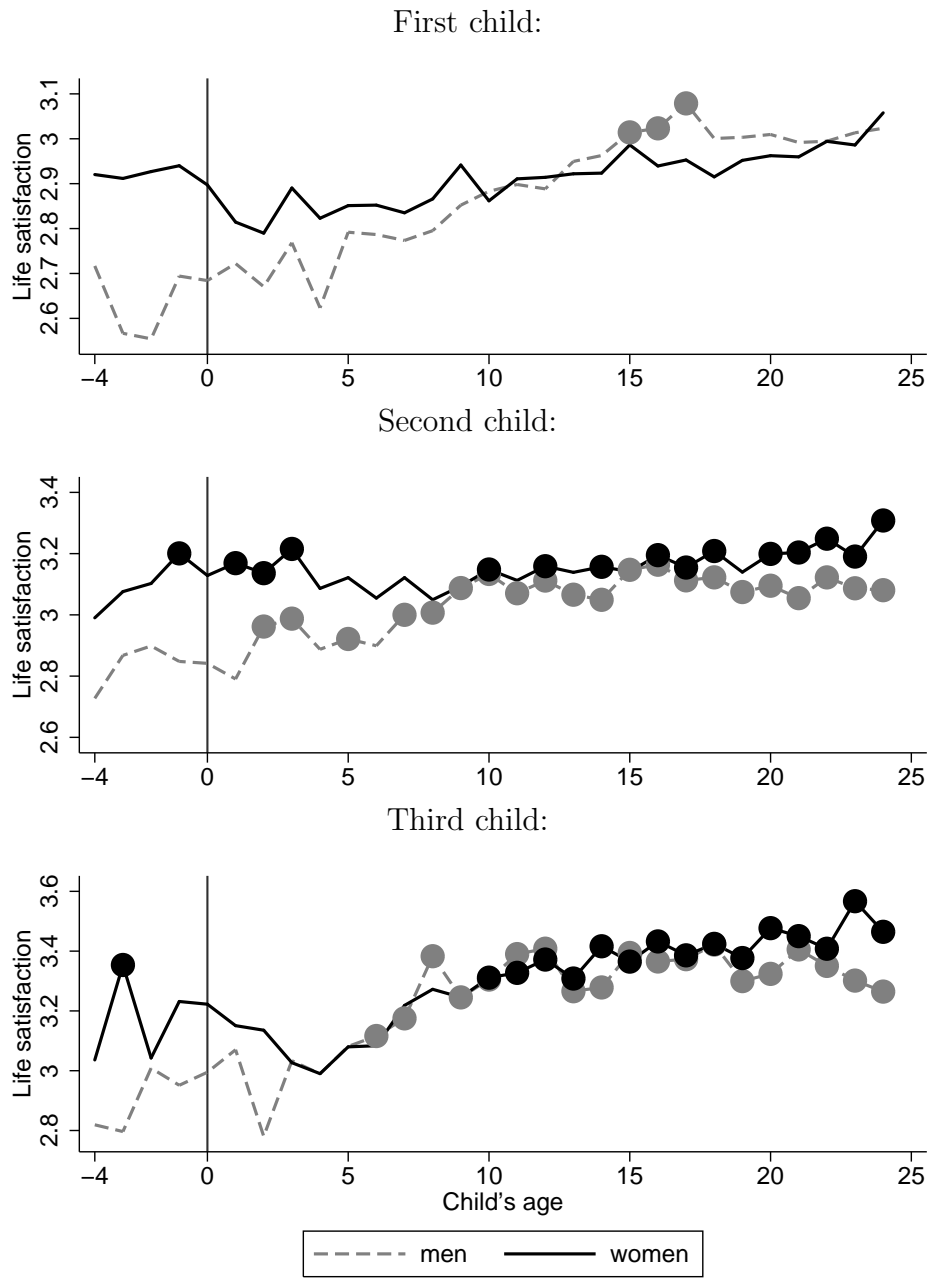 First child:
3.1
3
2.9
2.8
2.7
2.6
Life satisfaction
−4 0 5 10 15 20 25
Second child:
3.4
3.2
3
2.8
2.6
Life satisfaction
−4 0 5 10 15 20 25
Third child:
3.6
3.4
3.2
3
2.8
Life satisfaction
−4 0 5 10 15 20 25
Child's age
men women